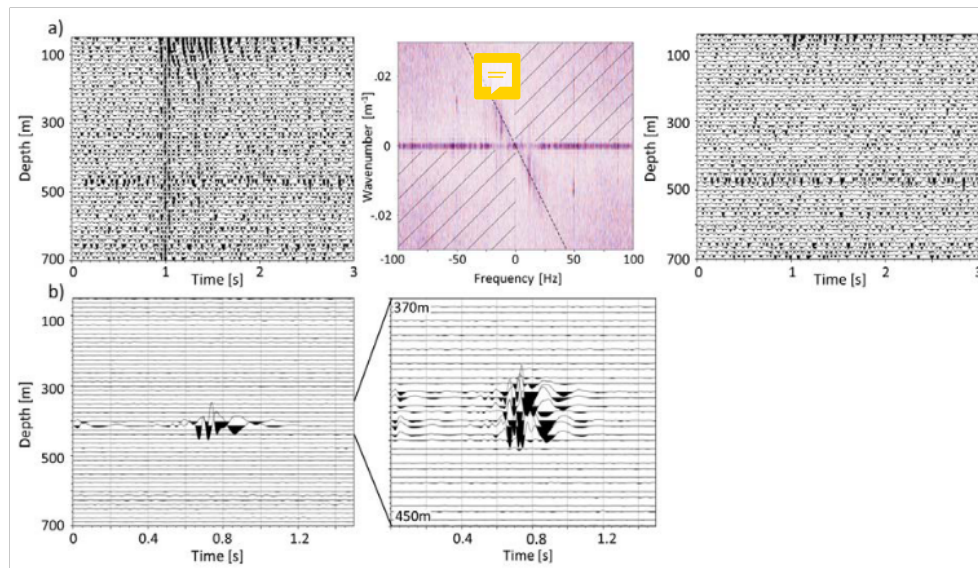 a)
100
300
500
700
Depth [m]
0
1
2
3
Time [s]
.02
0
-.02
Wavenumber [m⁻¹]
-100
-50
0
50
100
Frequency [Hz]
100
300
500
700
Depth [m]
0
1
2
3
Time [s]
b)
100
300
500
700
Depth [m]
0
0.4
0.8
1.2
Time [s]
370m
450m
0.4
0.8
1.2
Time [s]